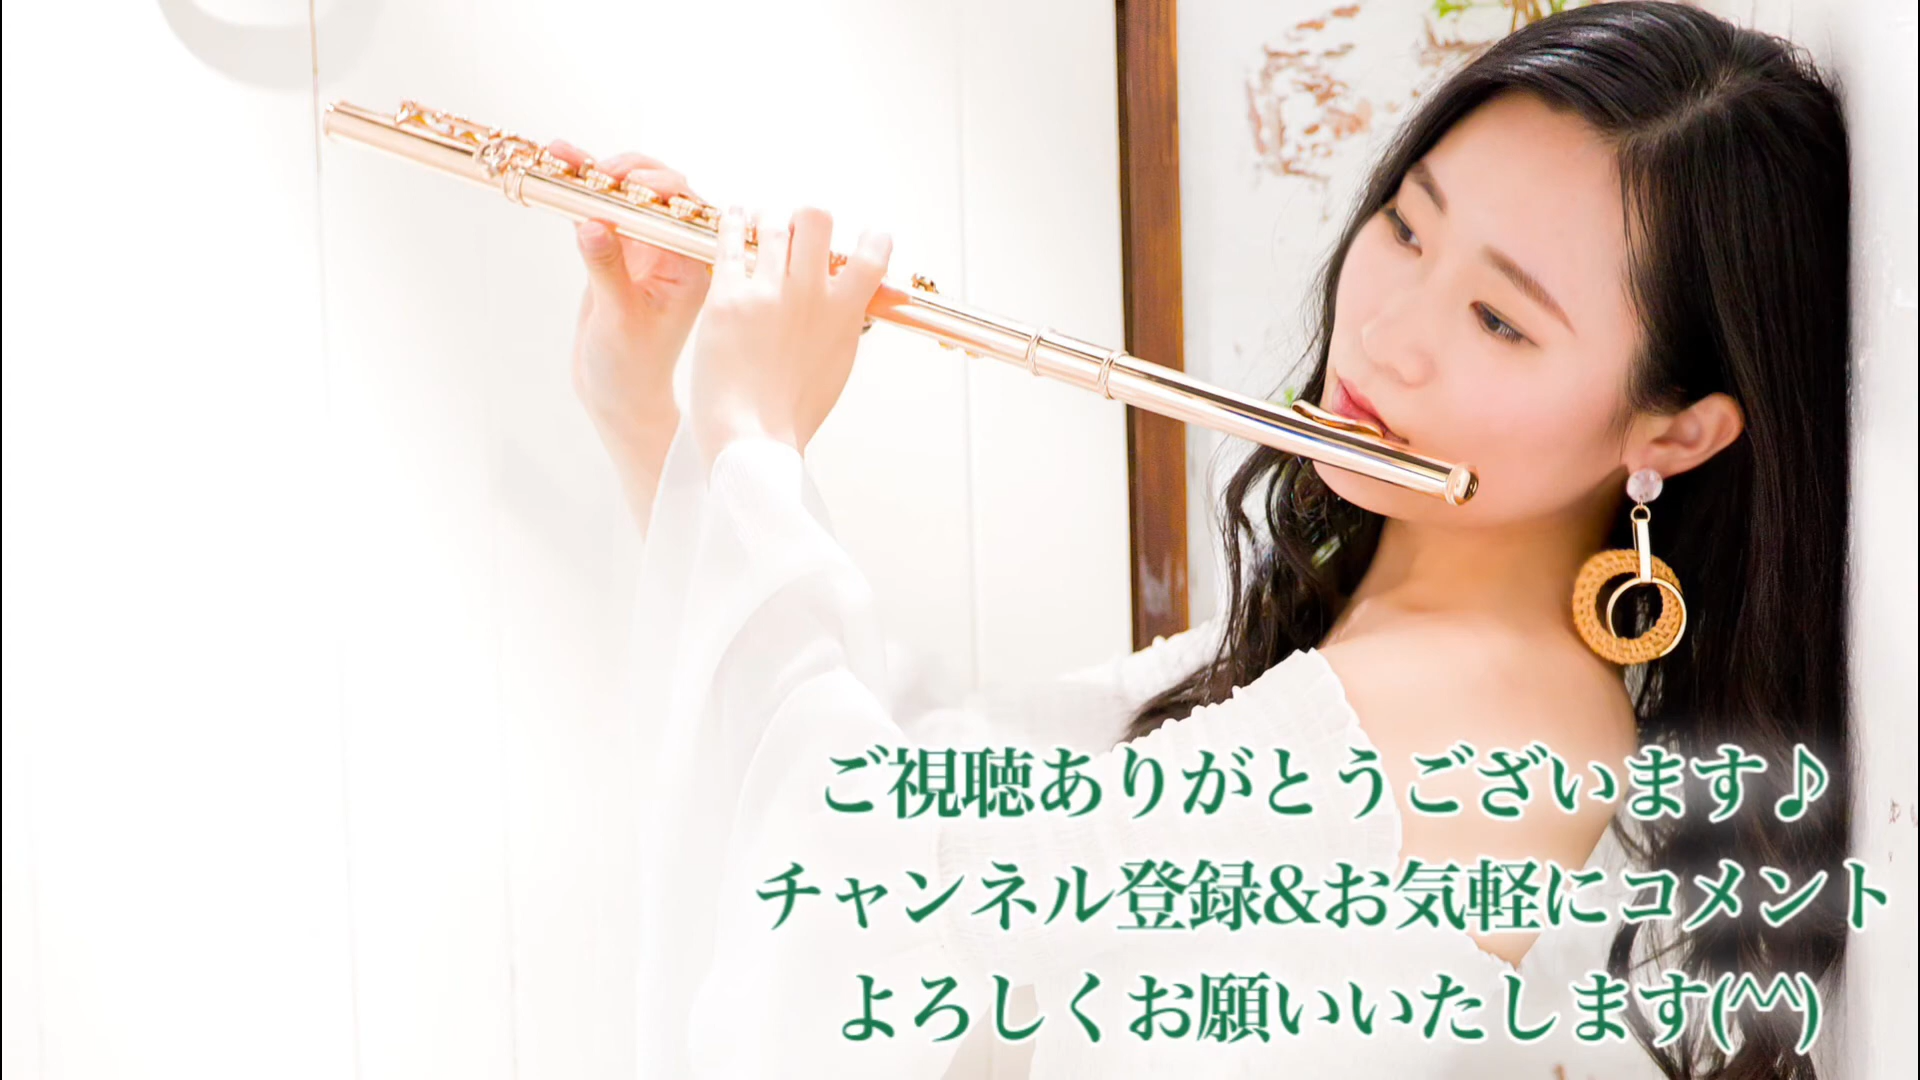 ご視聴ありがとうございます♪
チャンネル登録&お気軽にコメント
よろしくお願いいたします(^^)